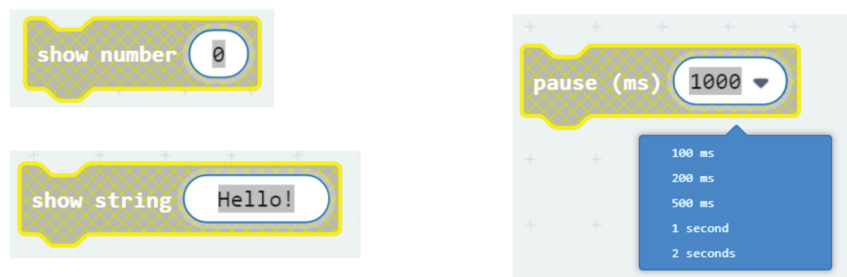 show number 0
show string Hello!
pause (ms) 1000
100 ms
200 ms
500 ms
1 second
2 seconds